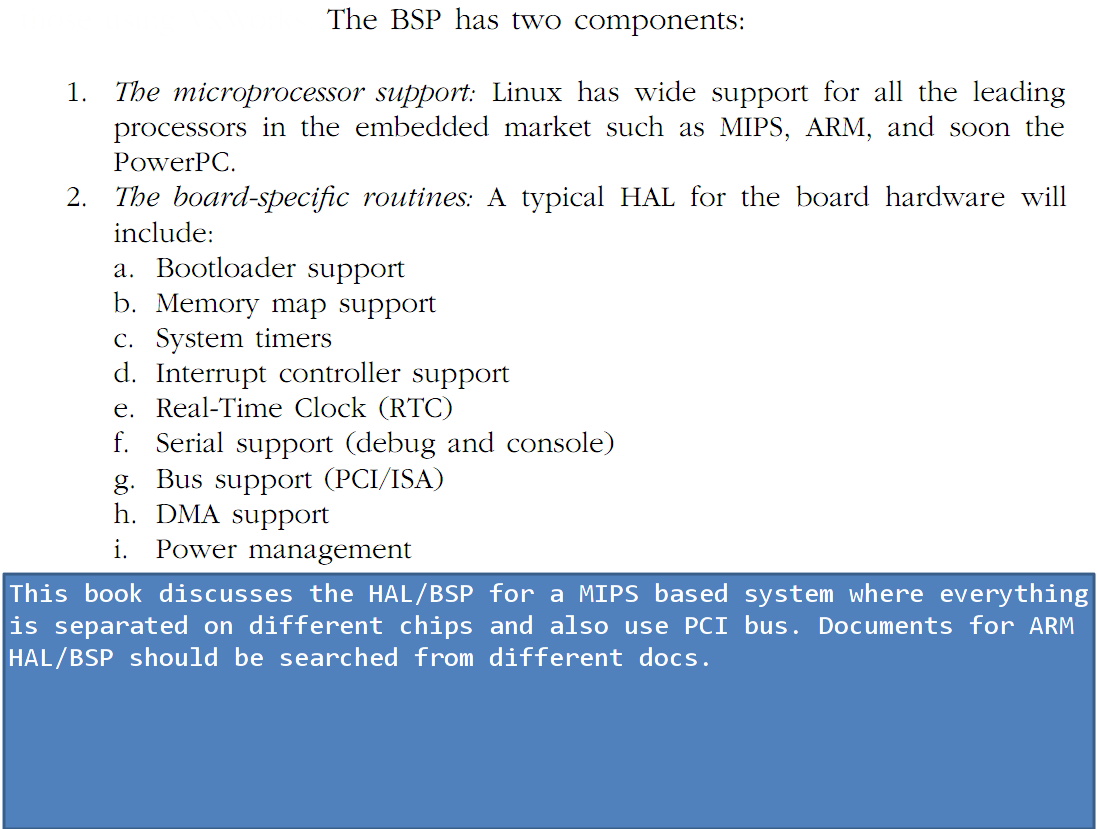 The BSP has two components:
1. The microprocessor support: Linux has wide support for all the leading
processors in the embedded market such as MIPS, ARM, and soon the
PowerPC.
2. The board-specific routines: A typical HAL for the board hardware will
include:
a. Bootloader support
b. Memory map support
c. System timers
d. Interrupt controller support
e. Real-Time Clock (RTC)
f. Serial support (debug and console)
g. Bus support (PCI/ISA)
h. DMA support
i. Power management
This book discusses the HAL/BSP for a MIPS based system where everything
is separated on different chips and also use PCI bus. Documents for ARM
HAL/BSP should be searched from different docs.